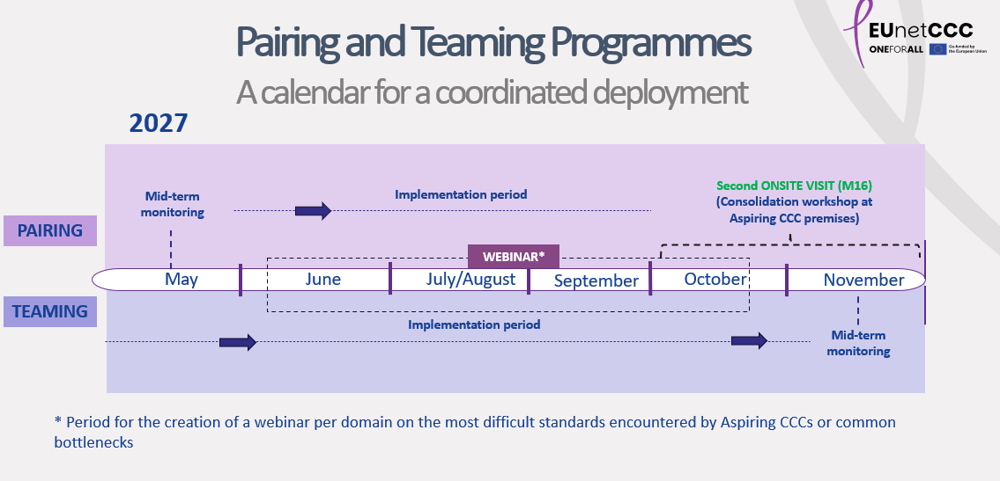 Pairing and Teaming Programmes
EUnetCCC
ONEFORALL
Co-funded by
the European Union
A calendar for a coordinated deployment
2027
Mid-term
monitoring
Implementation period
Second ONSITE VISIT (M16)
(Consolidation workshop at
Aspiring CCC premises)
PAIRING
WEBINAR*
May June July/August September October November
TEAMING
Implementation period
Mid-term
monitoring
* Period for the creation of a webinar per domain on the most difficult standards encountered by Aspiring CCCs or common
bottlenecks